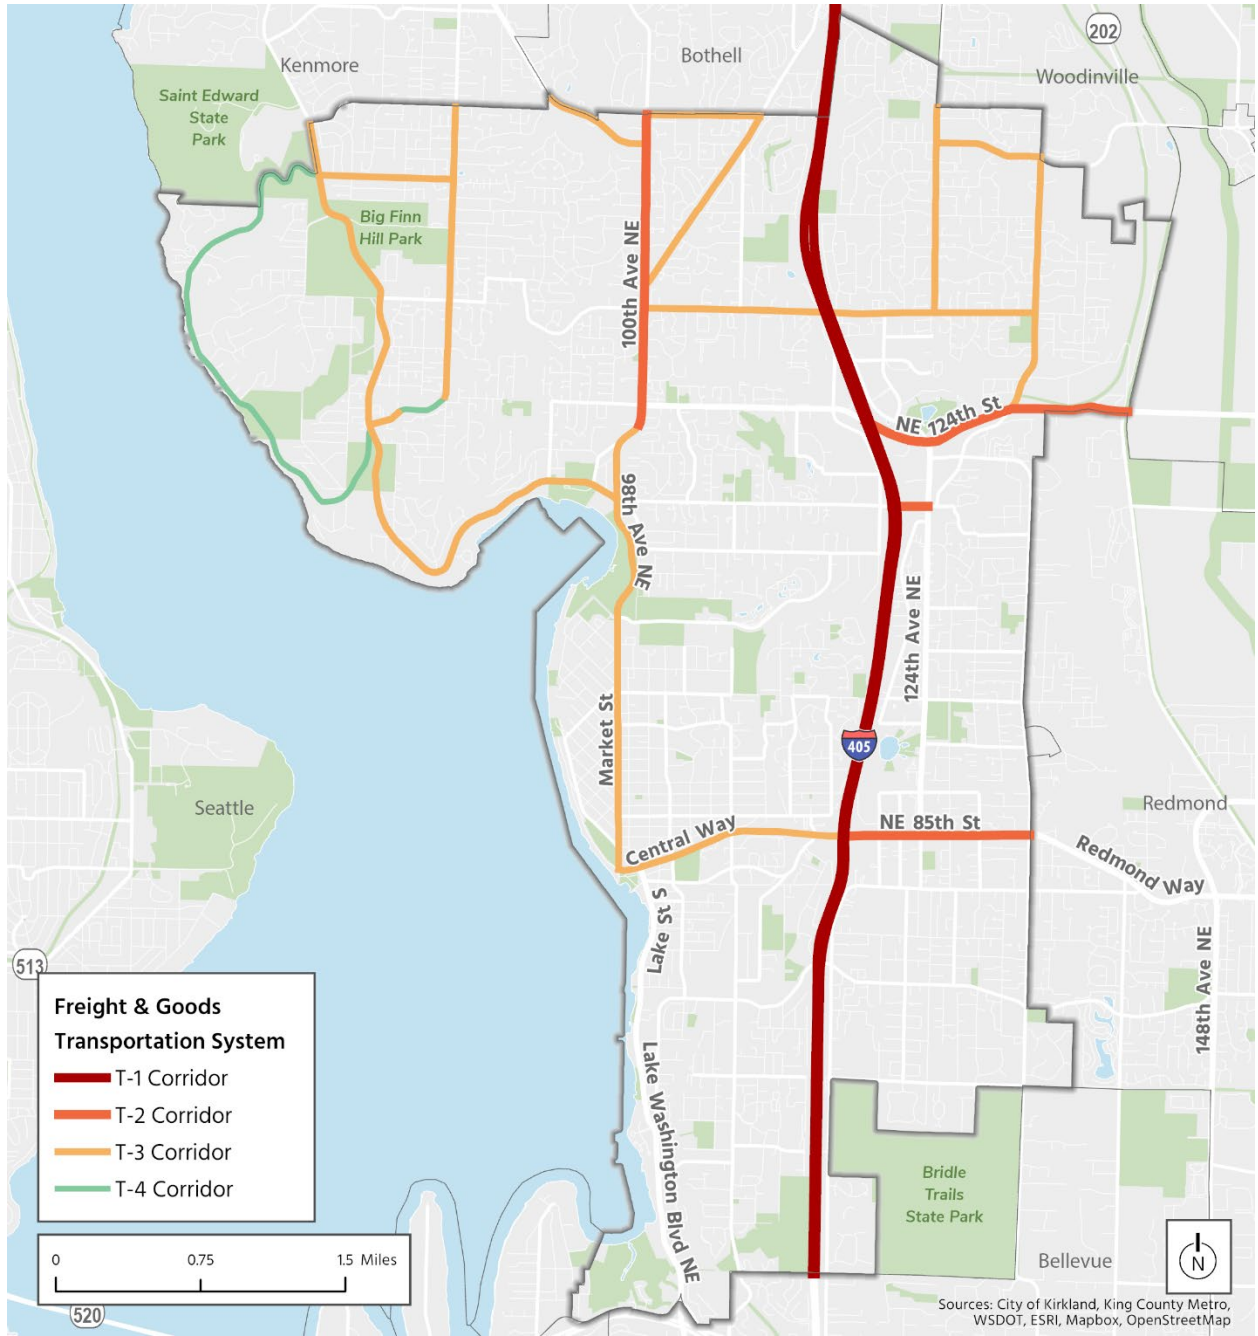 Kenmore
Bothell
202
Woodinville
Saint Edward
State
Park
Big Finn
Hill Park
100th Ave NE
NE 124th St
98th Ave NE
124th Ave NE
Market St
405
Seattle
Redmond
NE 85th St
Central Way
Redmond Way
Lake St S
513
148th Ave NE
Freight & Goods
Transportation System
T-1 Corridor
T-2 Corridor
T-3 Corridor
T-4 Corridor
Lake Washington Blvd NE
Bridle
Trails
State Park
Bellevue
N
0 0.75 1.5 Miles
520
Sources: City of Kirkland, King County Metro,
WSDOT, ESRI, Mapbox, OpenStreetMap